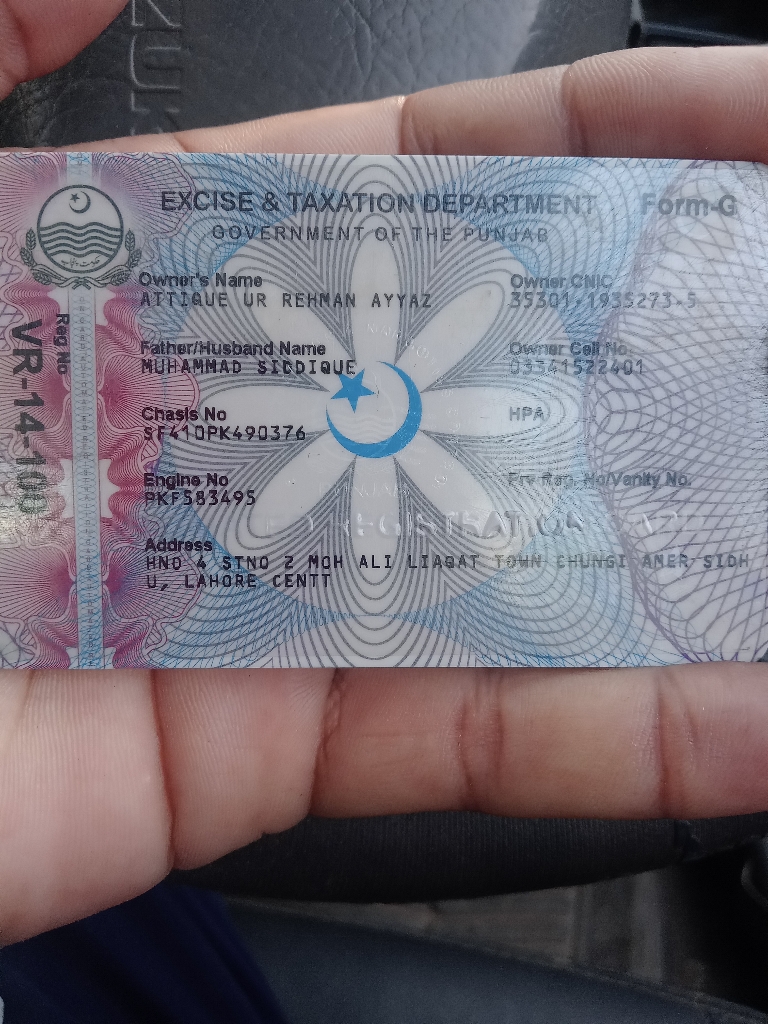 ZUK
EXCISE & TAXATION DEPARTMENT Form-G
GOVERNMENT OF THE PUNJAB
Owner's Name
ATTIQUE UR REHMAN AYYAZ
Owner CNIC
35301-1935273-5
Father/Husband Name
MUHAMMAD SIDDIQUE
Owner Cell No.
03341522401
Chasis No
SF410PK490376
HPA
Engine No
PKF583495
Prv Reg. No/Vanity No.
REGISTRATION
Address
HNO 4 STNO 2 MOH ALI LIAQAT TOWN CHUNGI AMER SIDH
U, LAHORE CENTT
Reg No
VR-14-100